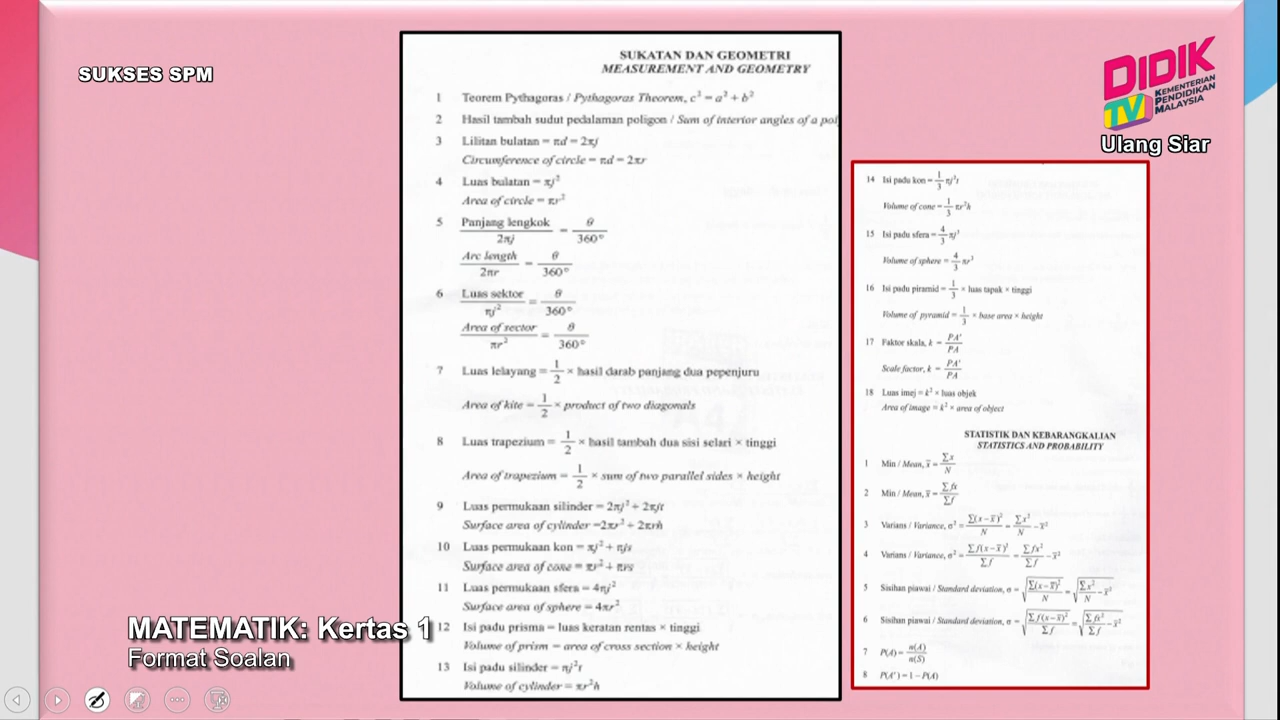 SUKSES SPM
SUKATAN DAN GEOMETRI
MEASUREMENT AND GEOMETRY
1 Teorem Pythagoras / Pythagoras Theorem, c² = a² + b²
2 Hasil tambah sudut pedalaman poligon / Sum of interior angles of a pol
3 Lilitan bulatan = πd = 2πj
Circumference of circle = πd = 2πr
4 Luas bulatan = πj²
Area of circle = πr²
5 Panjang lengkok / 2πj = θ / 360°
Arc length / 2πr = θ / 360°
6 Luas sektor / πj² = θ / 360°
Area of sector / πr² = θ / 360°
7 Luas lelayang = 1/2 × hasil darab panjang dua pepenjuru
Area of kite = 1/2 × product of two diagonals
8 Luas trapezium = 1/2 × hasil tambah dua sisi selari × tinggi
Area of trapezium = 1/2 × sum of two parallel sides × height
9 Luas permukaan silinder = 2πj² + 2πjt
Surface area of cylinder = 2πr² + 2πrh
10 Luas permukaan kon = πj² + πjs
Surface area of cone = πr² + πrs
11 Luas permukaan sfera = 4πj²
Surface area of sphere = 4πr²
12 Isi padu prisma = luas keratan rentas × tinggi
Volume of prism = area of cross section × height
13 Isi padu silinder = πj²t
Volume of cylinder = πr²h
DIDIK
TV
KEMENTERIAN
PENDIDIKAN
MALAYSIA
Ulang Siar
14 Isi padu kon = 1/3 πj²t
Volume of cone = 1/3 πr²h
15 Isi padu sfera = 4/3 πj³
Volume of sphere = 4/3 πr³
16 Isi padu piramid = 1/3 × luas tapak × tinggi
Volume of pyramid = 1/3 × base area × height
17 Faktor skala, k = PA' / PA
Scale factor, k = PA' / PA
18 Luas imej = k² × luas objek
Area of image = k² × area of object
STATISTIK DAN KEBARANGKALIAN
STATISTICS AND PROBABILITY
1 Min / Mean, x̄ = Σx / N
2 Min / Mean, x̄ = Σfx / Σf
3 Varians / Variance, σ² = Σ(x − x̄)² / N = Σx² / N − x̄²
4 Varians / Variance, σ² = Σf(x − x̄)² / Σf = Σfx² / Σf − x̄²
5 Sisihan piawai / Standard deviation, σ = √(Σ(x − x̄)² / N) = √(Σx² / N − x̄²)
6 Sisihan piawai / Standard deviation, σ = √(Σf(x − x̄)² / Σf) = √(Σfx² / Σf − x̄²)
7 P(A) = n(A) / n(S)
8 P(A') = 1 − P(A)
MATEMATIK: Kertas 1
Format Soalan